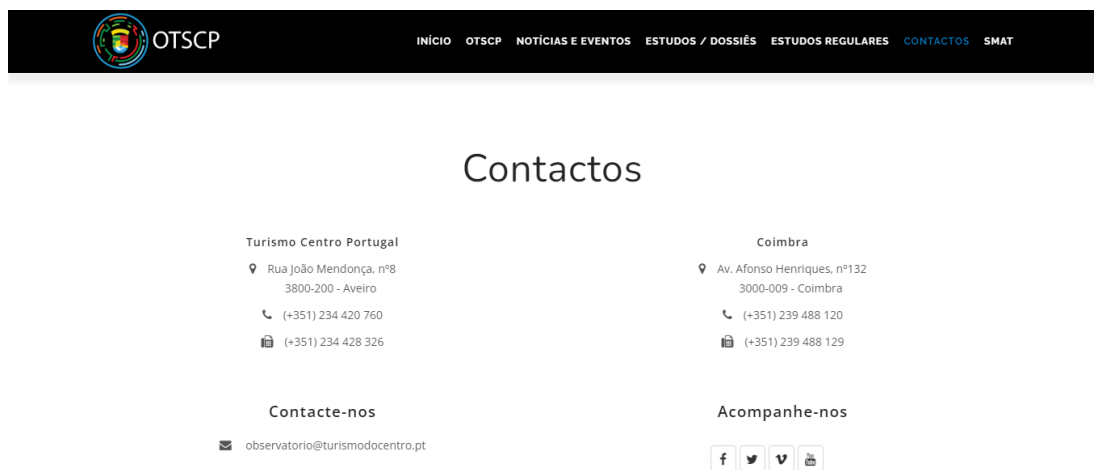 OTSCP
INÍCIO OTSCP NOTÍCIAS E EVENTOS ESTUDOS / DOSSIÊS ESTUDOS REGULARES CONTACTOS SMAT
Contactos
Turismo Centro Portugal
Rua João Mendonça, nº8
3800-200 - Aveiro
(+351) 234 420 760
(+351) 234 428 326
Coimbra
Av. Afonso Henriques, nº132
3000-009 - Coimbra
(+351) 239 488 120
(+351) 239 488 129
Contacte-nos
observatorio@turismodocentro.pt
Acompanhe-nos
You Tube